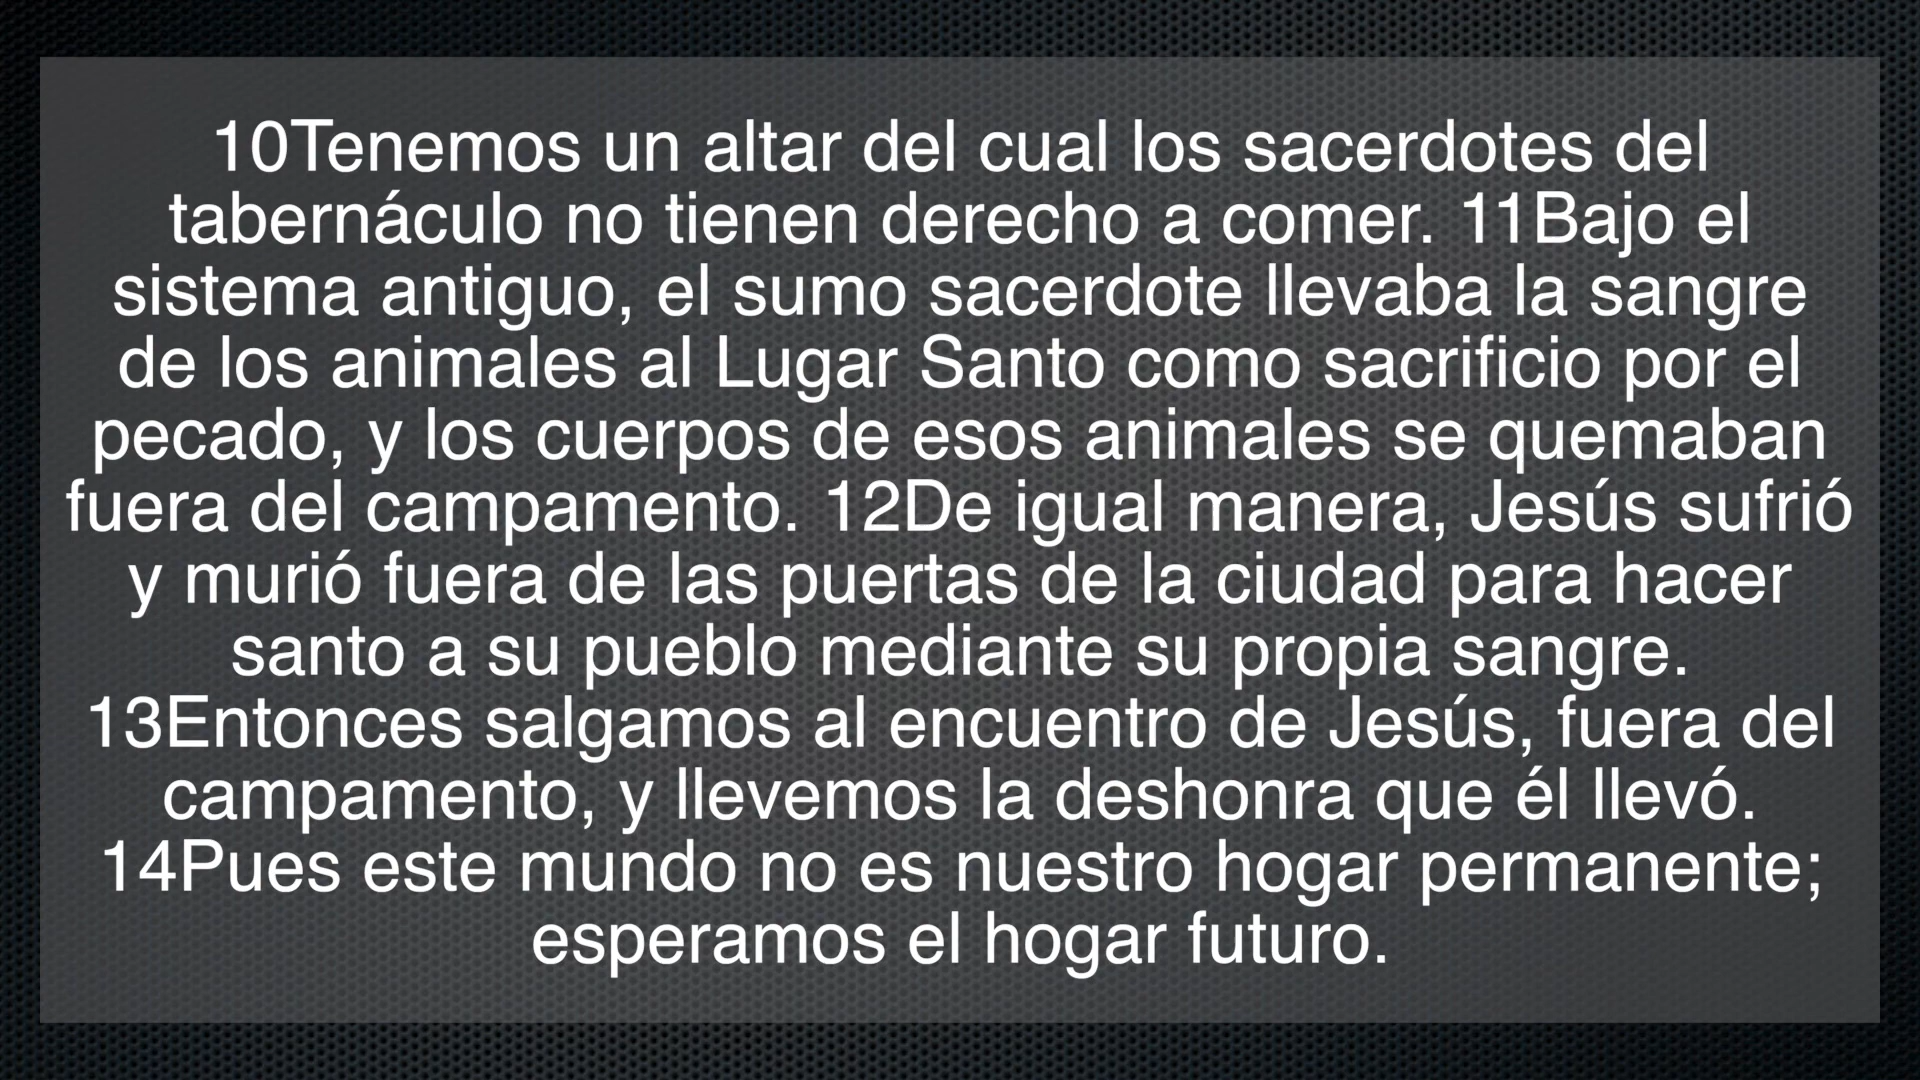 10Tenemos un altar del cual los sacerdotes del
tabernáculo no tienen derecho a comer. 11Bajo el
sistema antiguo, el sumo sacerdote llevaba la sangre
de los animales al Lugar Santo como sacrificio por el
pecado, y los cuerpos de esos animales se quemaban
fuera del campamento. 12De igual manera, Jesús sufrió
y murió fuera de las puertas de la ciudad para hacer
santo a su pueblo mediante su propia sangre.
13Entonces salgamos al encuentro de Jesús, fuera del
campamento, y llevemos la deshonra que él llevó.
14Pues este mundo no es nuestro hogar permanente;
esperamos el hogar futuro.